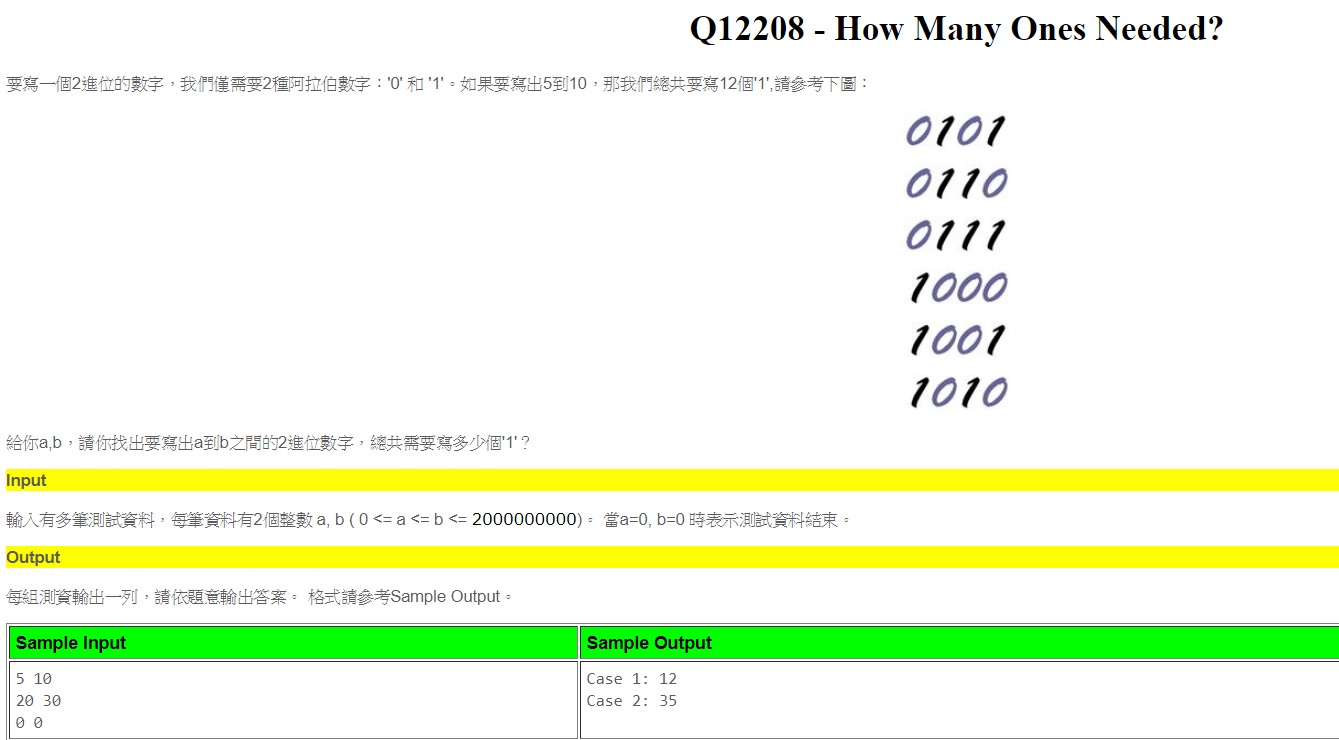 Q12208 - How Many Ones Needed?
要寫一個2進位的數字，我們僅需要2種阿拉伯數字：'0' 和 '1'。如果要寫出5到10，那我們總共要寫12個'1',請參考下圖：
0101
0110
0111
1000
1001
1010
給你a,b，請你找出要寫出a到b之間的2進位數字，總共需要寫多少個'1'？
Input
輸入有多筆測試資料，每筆資料有2個整數 a, b ( 0 <= a <= b <= 2000000000)。 當a=0, b=0 時表示測試資料結束。
Output
每組測資輸出一列，請依題意輸出答案。 格式請參考Sample Output。
Sample Input
Sample Output
5 10
20 30
0 0
Case 1: 12
Case 2: 35